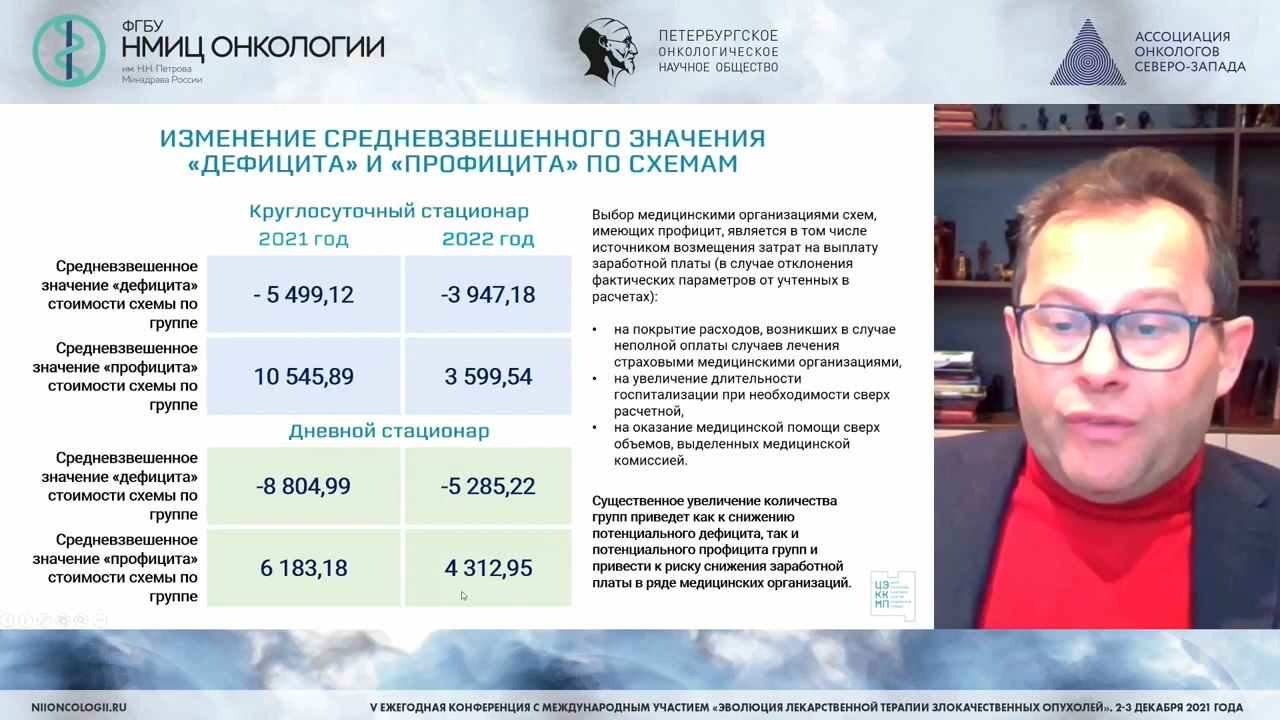 ФГБУ
НМИЦ ОНКОЛОГИИ
им. Н.Н. Петрова
Минздрава России
ПЕТЕРБУРГСКОЕ
ОНКОЛОГИЧЕСКОЕ
НАУЧНОЕ ОБЩЕСТВО
АССОЦИАЦИЯ
ОНКОЛОГОВ
СЕВЕРО-ЗАПАДА
ИЗМЕНЕНИЕ СРЕДНЕВЗВЕШЕННОГО ЗНАЧЕНИЯ
«ДЕФИЦИТА» И «ПРОФИЦИТА» ПО СХЕМАМ
Круглосуточный стационар
2021 год 2022 год
Средневзвешенное
значение «дефицита»
стоимости схемы по
группе
- 5 499,12 -3 947,18
Средневзвешенное
значение «профицита»
стоимости схемы по
группе
10 545,89 3 599,54
Дневной стационар
Средневзвешенное
значение «дефицита»
стоимости схемы по
группе
-8 804,99 -5 285,22
Средневзвешенное
значение «профицита»
стоимости схемы по
группе
6 183,18 4 312,95
Выбор медицинскими организациями схем,
имеющих профицит, является в том числе
источником возмещения затрат на выплату
заработной платы (в случае отклонения
фактических параметров от учтенных в
расчетах):
• на покрытие расходов, возникших в случае
неполной оплаты случаев лечения
страховыми медицинскими организациями,
• на увеличение длительности
госпитализации при необходимости сверх
расчетной,
• на оказание медицинской помощи сверх
объемов, выделенных медицинской
комиссией.
Существенное увеличение количества
групп приведет как к снижению
потенциального дефицита, так и
потенциального профицита групп и
привести к риску снижения заработной
платы в ряде медицинских организаций.
ЦЭ
КК
МП
NIIONCOLOGII.RU
V ЕЖЕГОДНАЯ КОНФЕРЕНЦИЯ С МЕЖДУНАРОДНЫМ УЧАСТИЕМ «ЭВОЛЮЦИЯ ЛЕКАРСТВЕННОЙ ТЕРАПИИ ЗЛОКАЧЕСТВЕННЫХ ОПУХОЛЕЙ». 2-3 ДЕКАБРЯ 2021 ГОДА